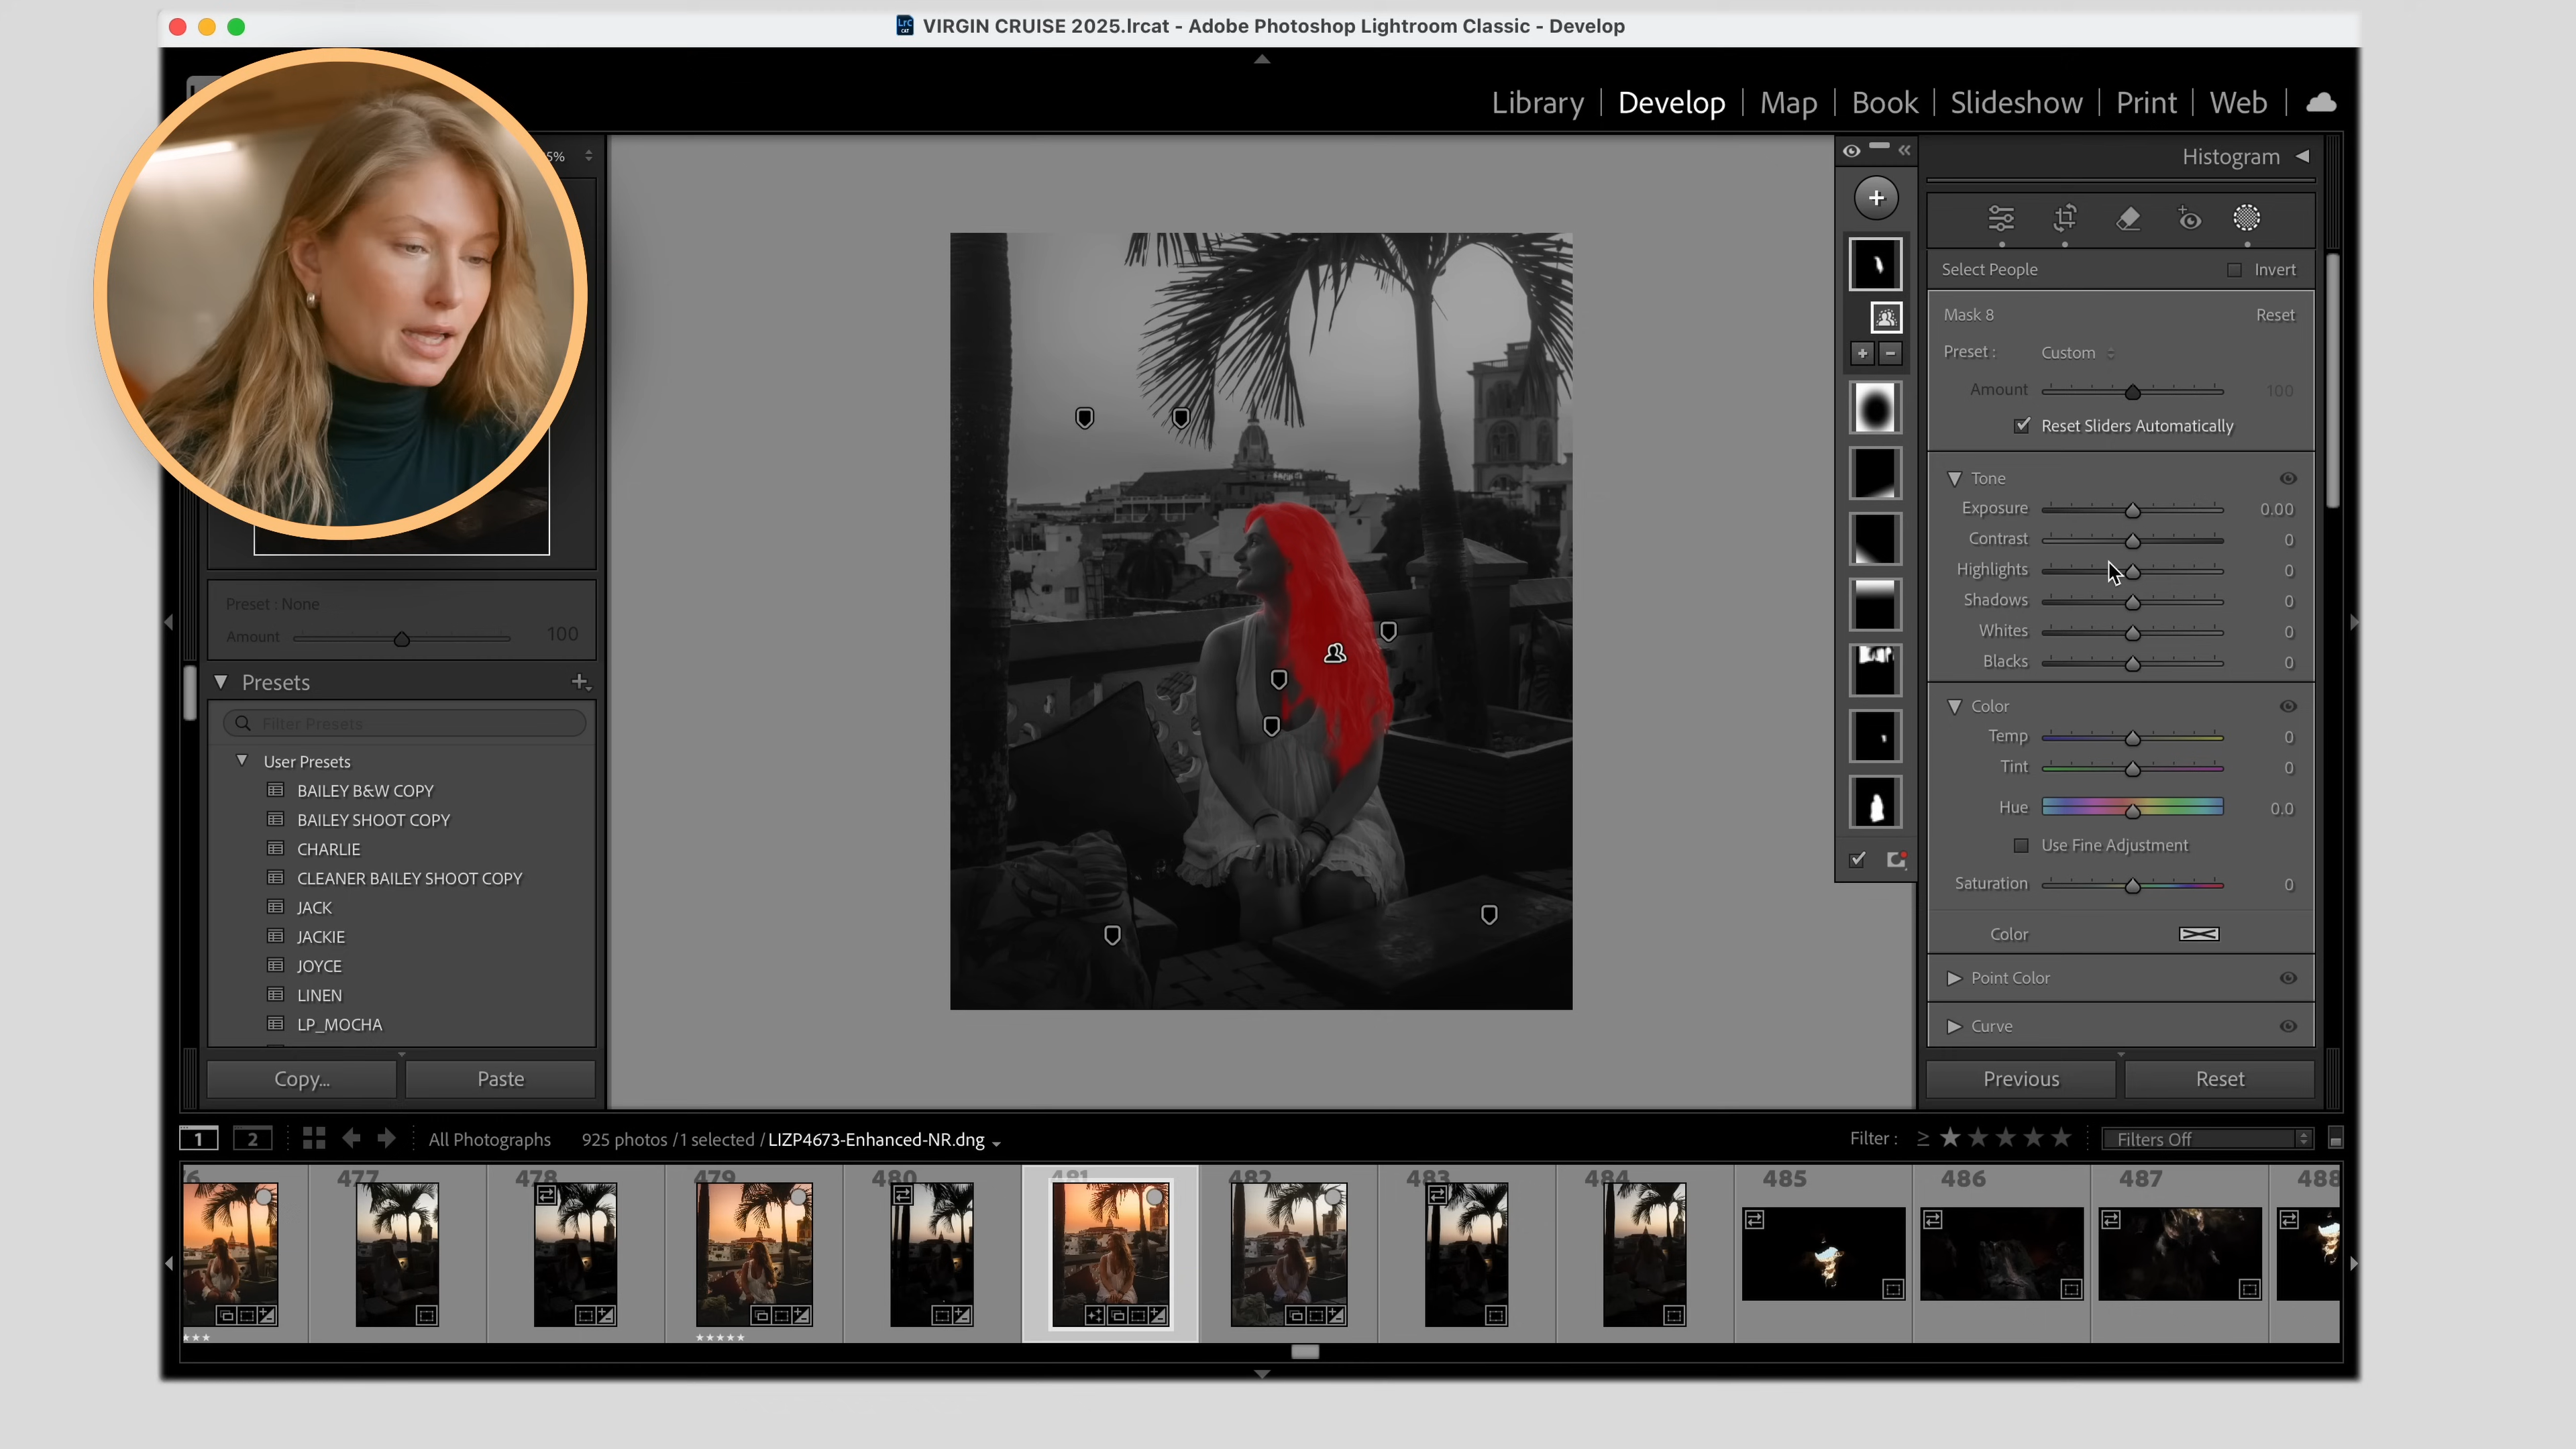 VIRGIN CRUISE 2025.lrcat - Adobe Photoshop Lightroom Classic - Develop
Library | Develop | Map | Book | Slideshow | Print | Web
5%
Histogram
Select People
Invert
Mask 8
Reset
Preset : Custom
Amount 100
Reset Sliders Automatically
Tone
Exposure 0.00
Contrast 0
Highlights 0
Shadows 0
Whites 0
Blacks 0
Color
Temp 0
Tint 0
Hue 0.0
Use Fine Adjustment
Saturation 0
Color
Point Color
Curve
Previous
Reset
Preset : None
Amount 100
Presets
Filter Presets
User Presets
BAILEY B&W COPY
BAILEY SHOOT COPY
CHARLIE
CLEANER BAILEY SHOOT COPY
JACK
JACKIE
JOYCE
LINEN
LP_MOCHA
Copy...
Paste
1 2 All Photographs 925 photos /1 selected /LIZP4673-Enhanced-NR.dng
Filter : ≥ ★ ★ ★ ★ ★ Filters Off
477 478 479 480 481 482 483 484 485 486 487 488